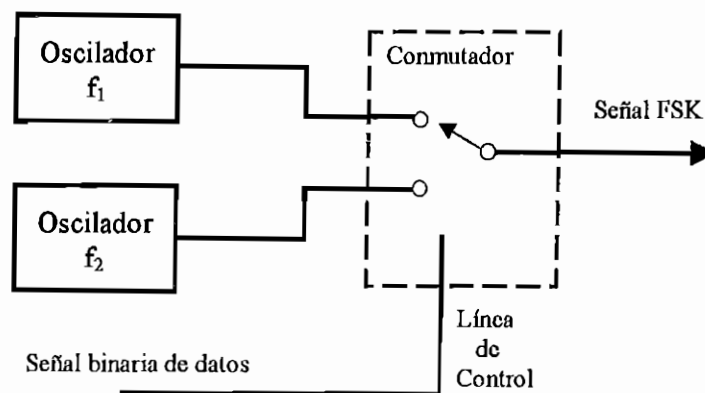 Oscilador
f₁
Conmutador
Señal FSK
Oscilador
f₂
Línea
de
Control
Señal binaria de datos